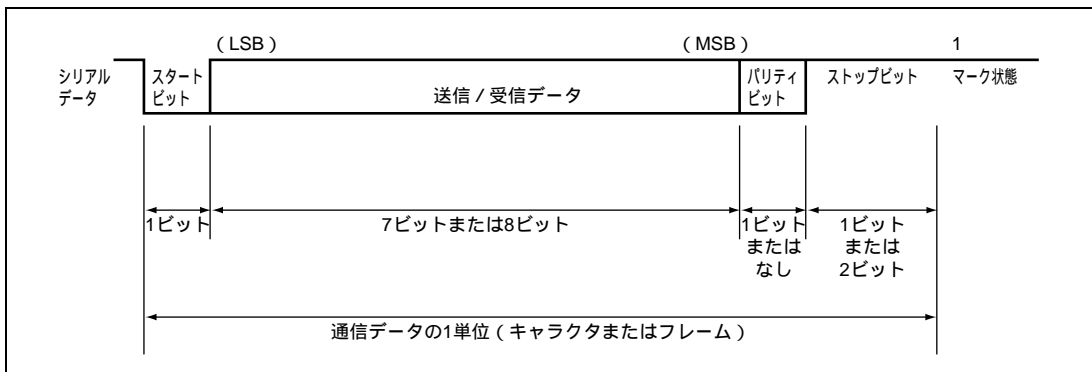 （LSB）
（MSB）
1
シリアル
データ
スタート
ビット
送信 / 受信データ
パリティ
ビット
ストップビット
マーク状態
1ビット
7ビットまたは8ビット
1ビット
または
なし
1ビット
または
2ビット
通信データの1単位（キャラクタまたはフレーム）